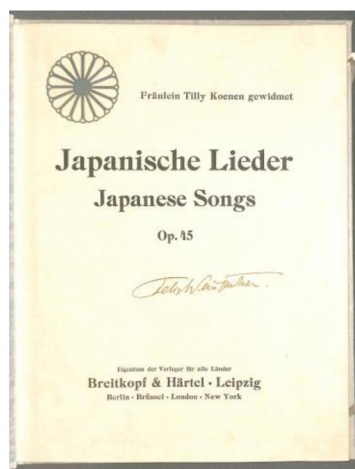 Fräulein Tilly Koenen gewidmet
Japanische Lieder
Japanese Songs
Op. 45
Felix Weingartner.
Eigentum der Verleger für alle Länder
Breitkopf & Härtel · Leipzig
Berlin · Brüssel · London · New York